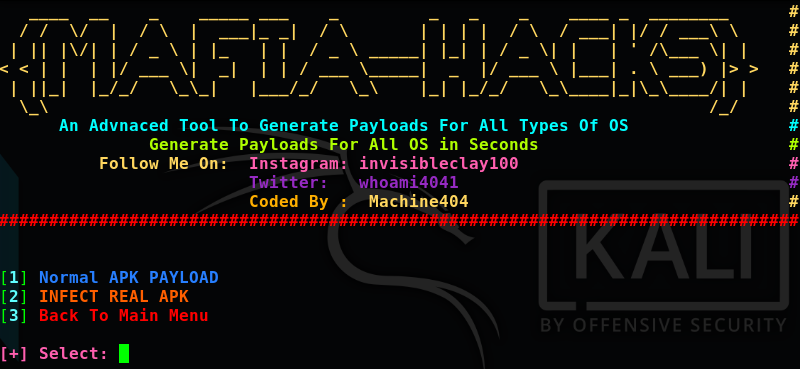 {MAFIA-HACKS}
An Advnaced Tool To Generate Payloads For All Types Of OS
Generate Payloads For All OS in Seconds
Follow Me On: Instagram: invisibleclay100
Twitter: whoami4041
Coded By : Machine404
################################################################################
[1] Normal APK PAYLOAD
[2] INFECT REAL APK
[3] Back To Main Menu
[+] Select:
KALI
BY OFFENSIVE SECURITY